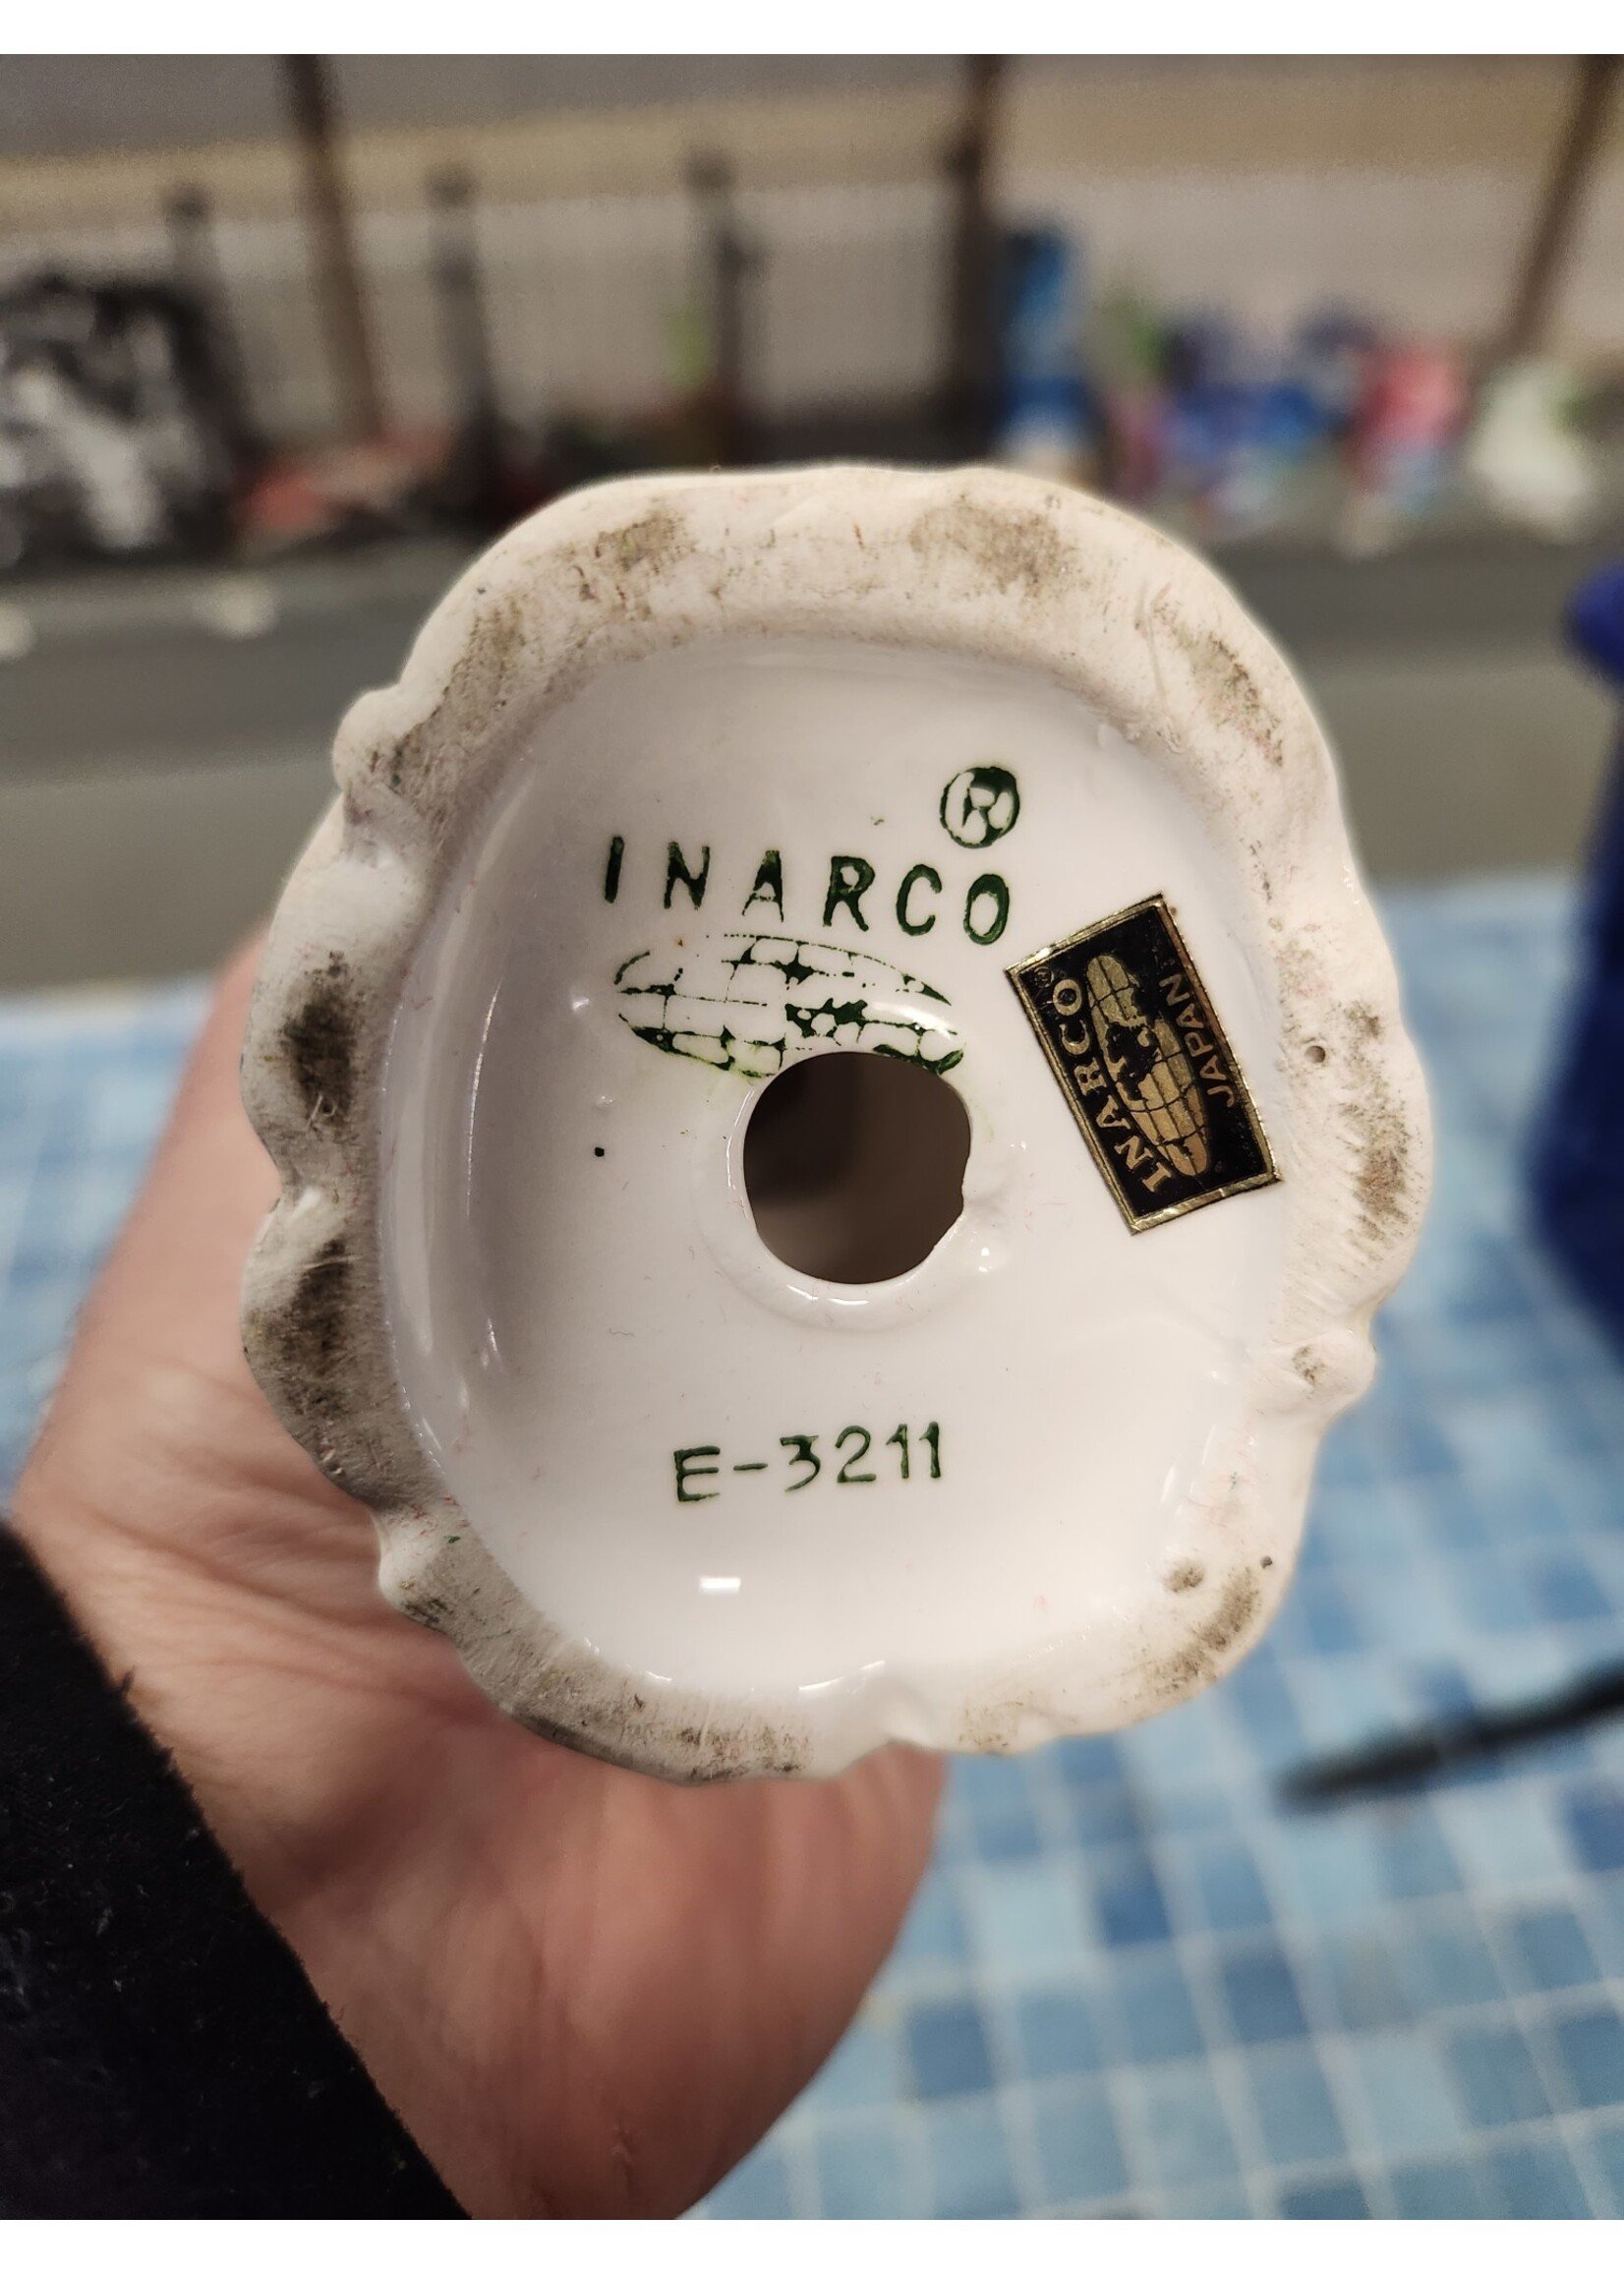 ®
INARCO
E-3211
INARCO®
JAPAN